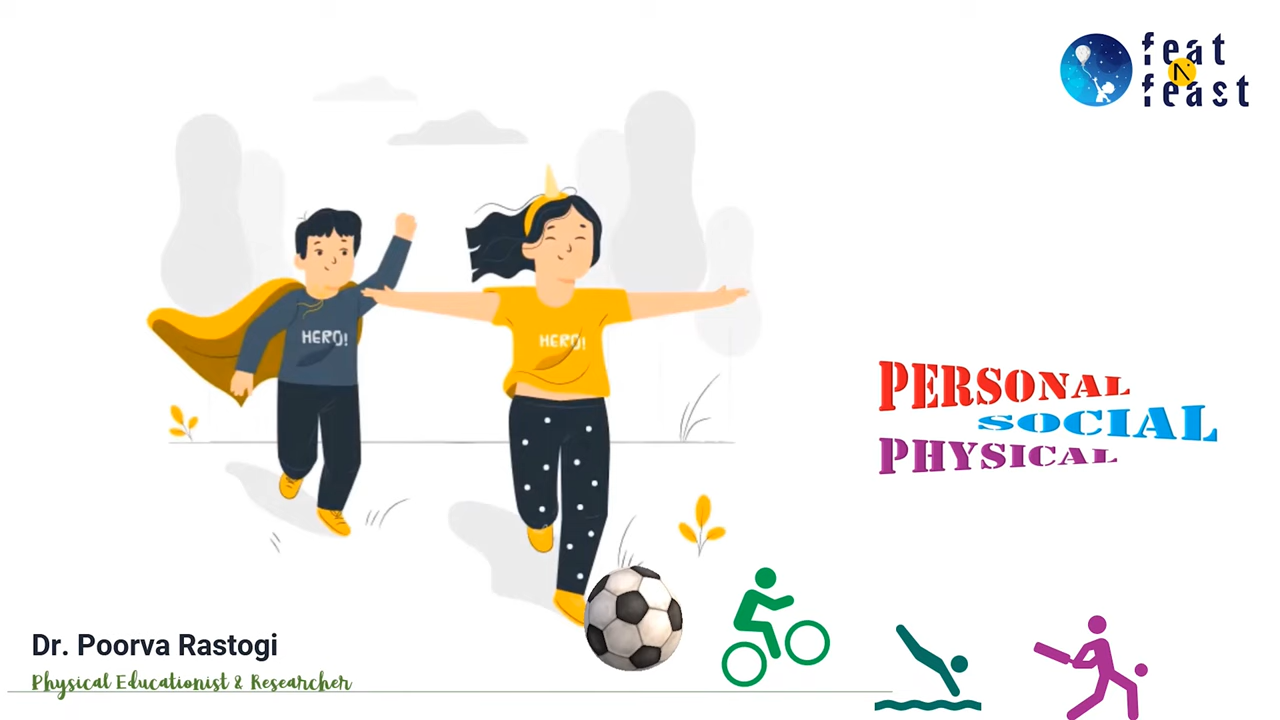 feat
N
feast
HERO!
HERO!
PERSONAL
SOCIAL
PHYSICAL
Dr. Poorva Rastogi
Physical Educationist & Researcher